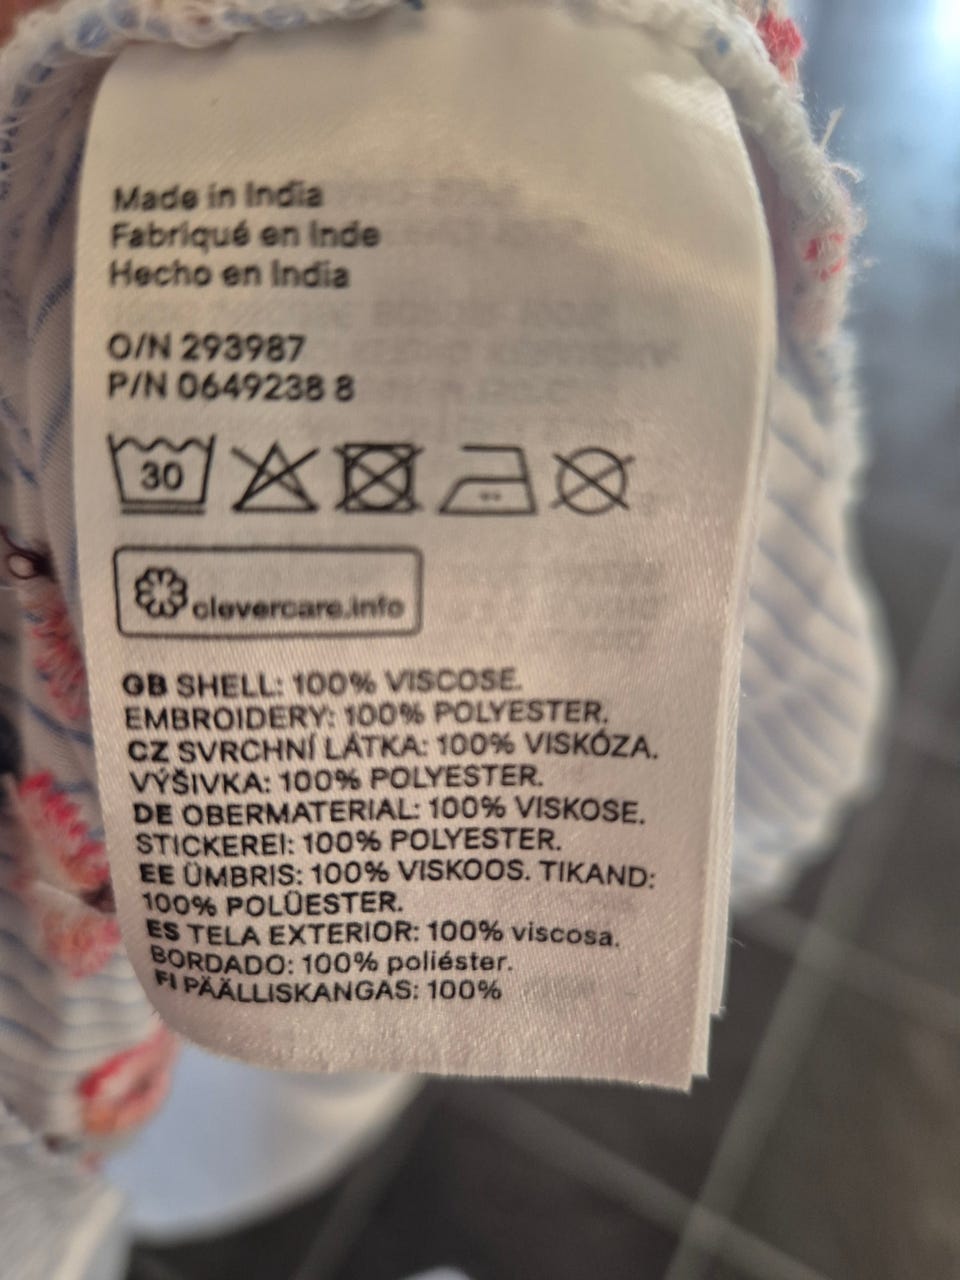 Made in India
Fabriqué en Inde
Hecho en India
O/N 293987
P/N 0649238 8
30
clevercare.info
GB SHELL: 100% VISCOSE.
EMBROIDERY: 100% POLYESTER.
CZ SVRCHNÍ LÁTKA: 100% VISKÓZA.
VÝŠIVKA: 100% POLYESTER.
DE OBERMATERIAL: 100% VISKOSE.
STICKEREI: 100% POLYESTER.
EE ÜMBRIS: 100% VISKOOS. TIKAND:
100% POLÜESTER.
ES TELA EXTERIOR: 100% viscosa.
BORDADO: 100% poliéster.
FI PÄÄLLISKANGAS: 100%